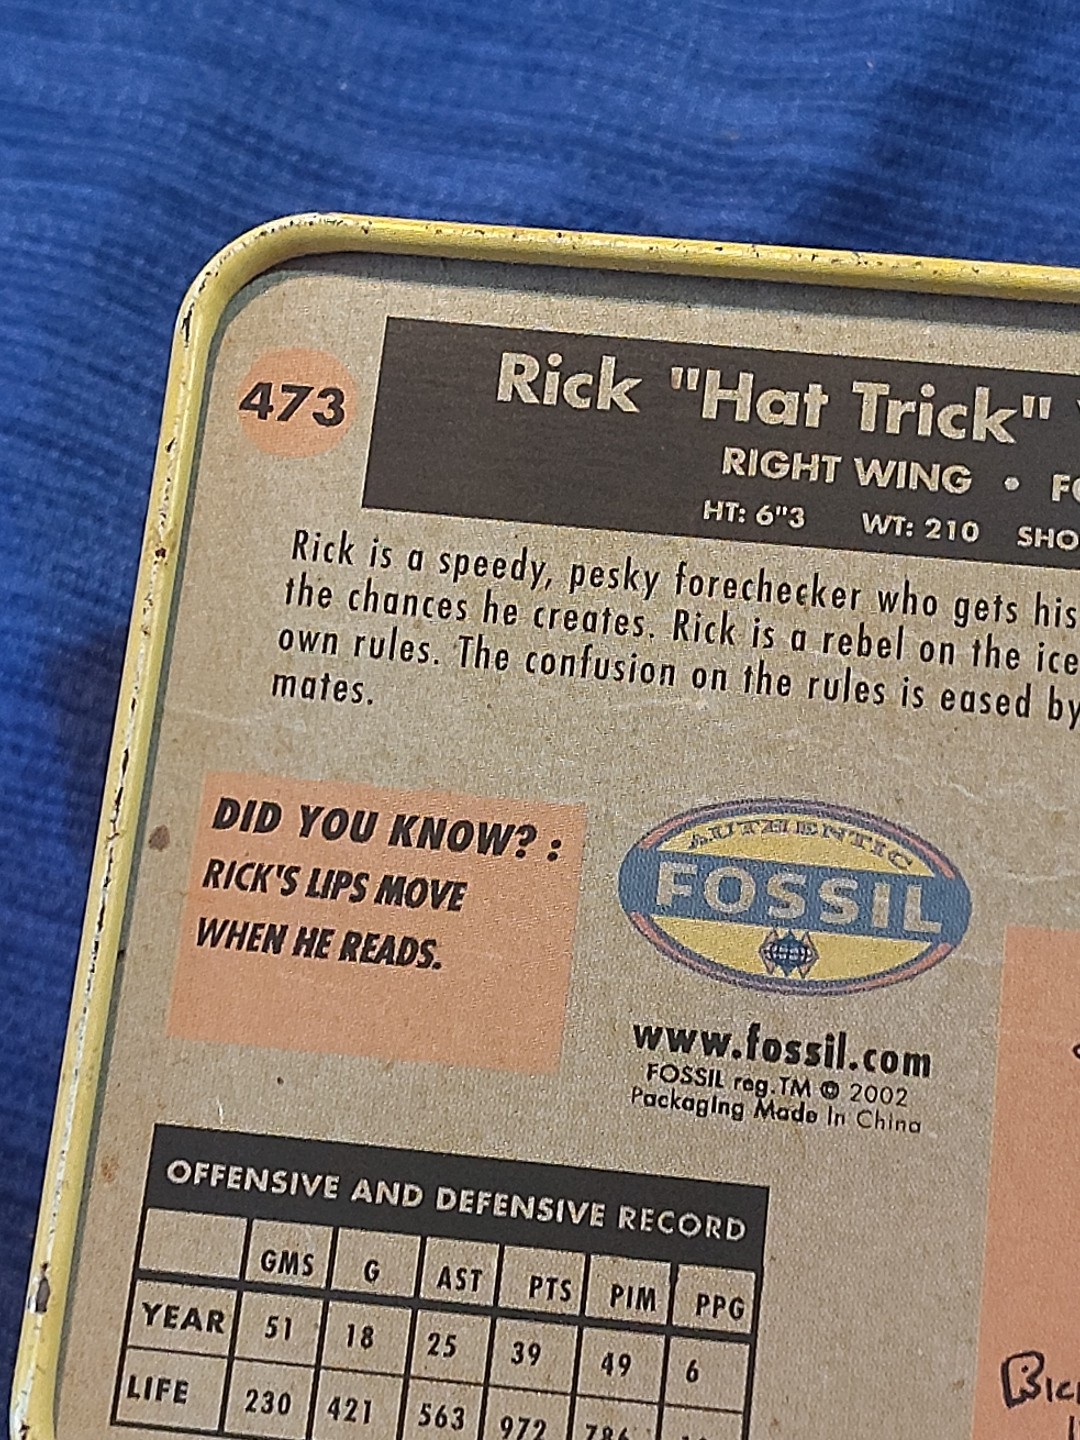 473
Rick "Hat Trick"
RIGHT WING •
HT: 6"3 WT: 210
Rick is a speedy, pesky forechecker who gets his
the chances he creates. Rick is a rebel on the ice
own rules. The confusion on the rules is eased by
mates.
DID YOU KNOW? :
RICK'S LIPS MOVE
WHEN HE READS.
AUTHENTIC
FOSSIL
www.fossil.com
FOSSIL reg.TM © 2002
Packaging Made In China
OFFENSIVE AND DEFENSIVE RECORD
GMS G AST PTS PIM PPG
YEAR 51 18 25 39 49 6
LIFE 230 421 563 972 786